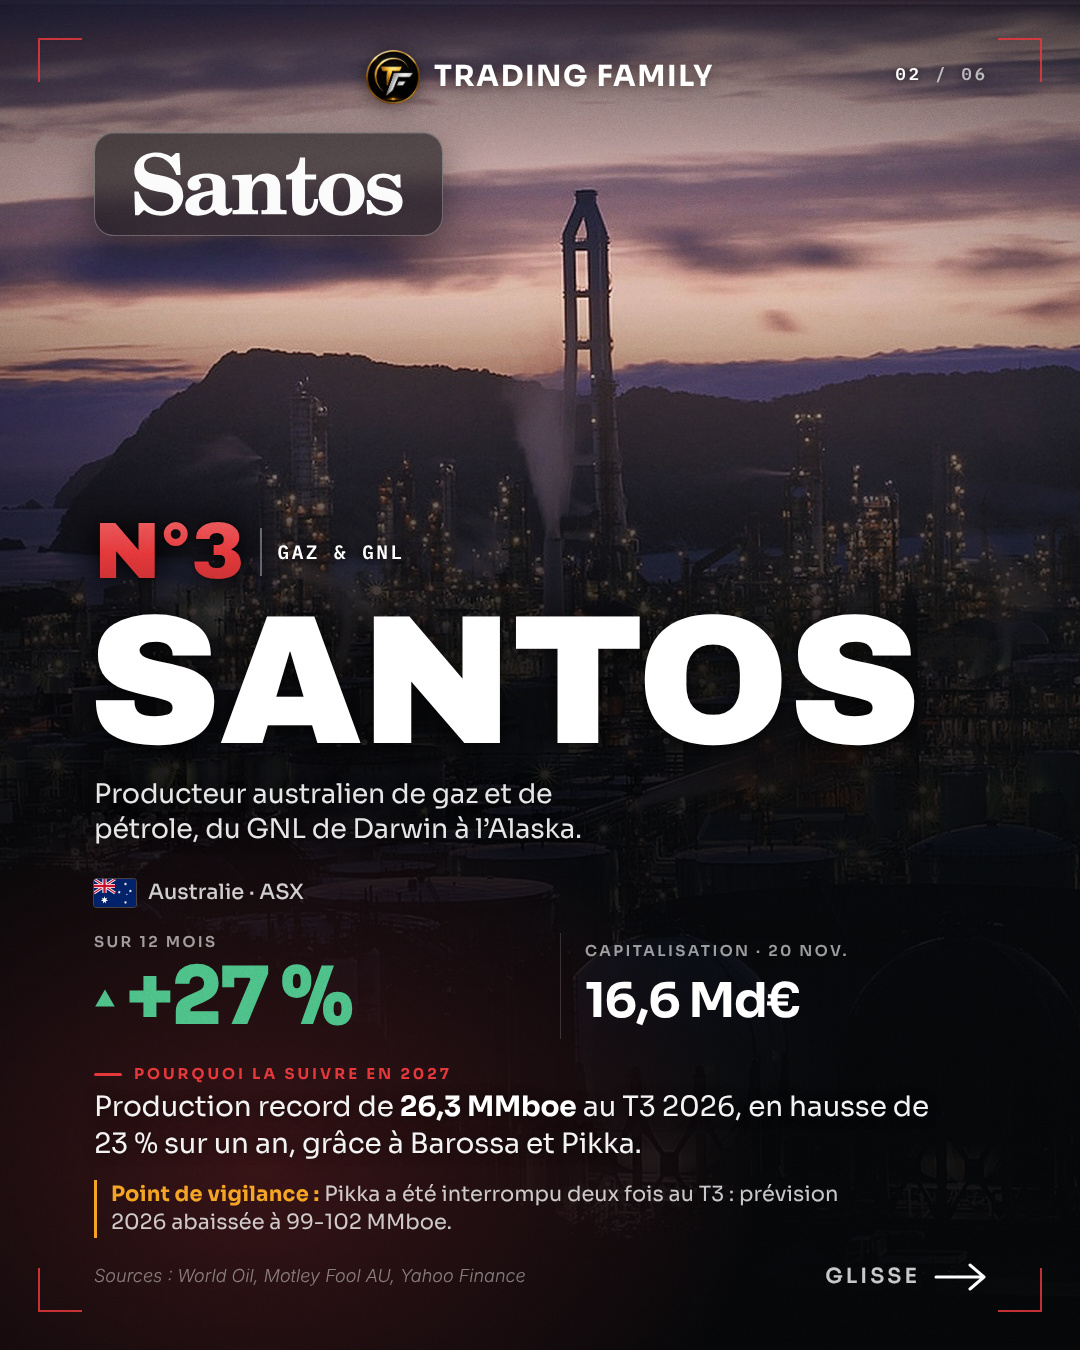 TF TRADING FAMILY
02 / 06
Santos
N°3
GAZ & GNL
SANTOS
Producteur australien de gaz et de
pétrole, du GNL de Darwin à l’Alaska.
Australie · ASX
SUR 12 MOIS
▲ +27 %
CAPITALISATION · 20 NOV.
16,6 Md€
POURQUOI LA SUIVRE EN 2027
Production record de 26,3 MMboe au T3 2026, en hausse de
23 % sur un an, grâce à Barossa et Pikka.
Point de vigilance : Pikka a été interrompu deux fois au T3 : prévision
2026 abaissée à 99-102 MMboe.
Sources : World Oil, Motley Fool AU, Yahoo Finance
GLISSE →